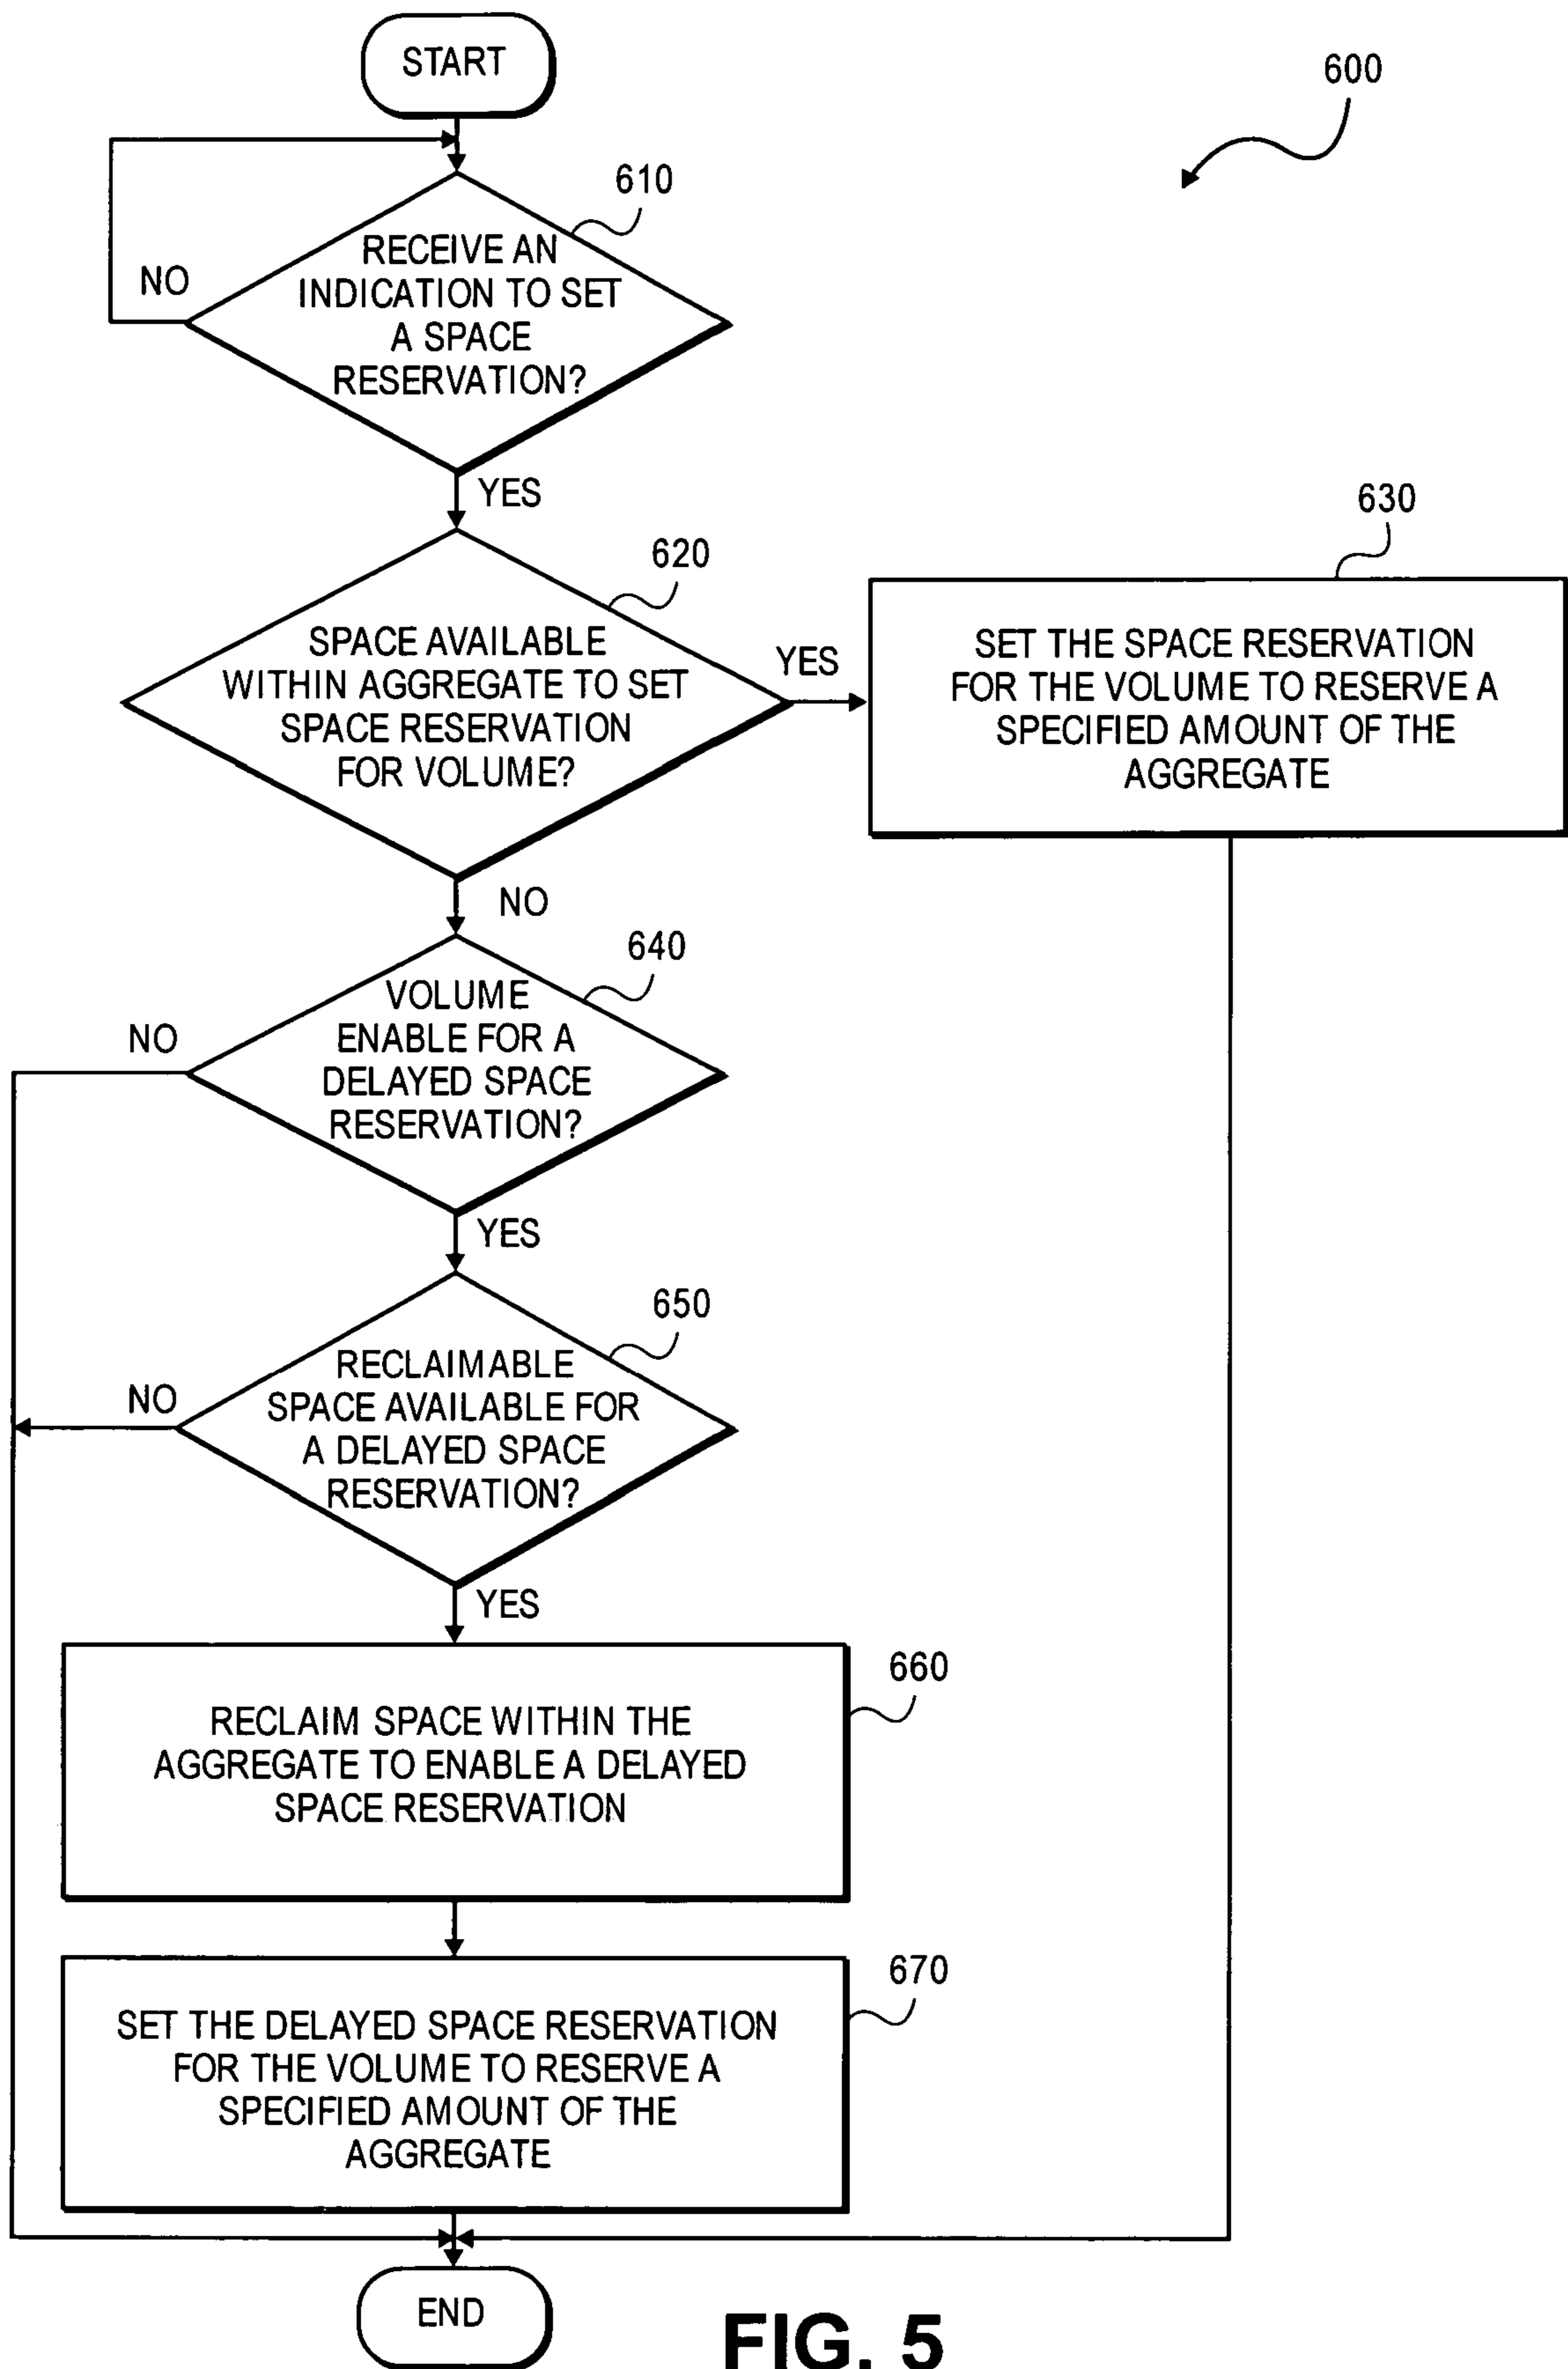 START
600
610
RECEIVE AN
INDICATION TO SET
A SPACE
RESERVATION?
NO
YES
620
SPACE AVAILABLE
WITHIN AGGREGATE TO SET
SPACE RESERVATION
FOR VOLUME?
YES
630
SET THE SPACE RESERVATION
FOR THE VOLUME TO RESERVE A
SPECIFIED AMOUNT OF THE
AGGREGATE
NO
640
VOLUME
ENABLE FOR A
DELAYED SPACE
RESERVATION?
NO
YES
650
RECLAIMABLE
SPACE AVAILABLE FOR
A DELAYED SPACE
RESERVATION?
NO
YES
660
RECLAIM SPACE WITHIN THE
AGGREGATE TO ENABLE A DELAYED
SPACE RESERVATION
670
SET THE DELAYED SPACE RESERVATION
FOR THE VOLUME TO RESERVE A
SPECIFIED AMOUNT OF THE
AGGREGATE
END
FIG. 5